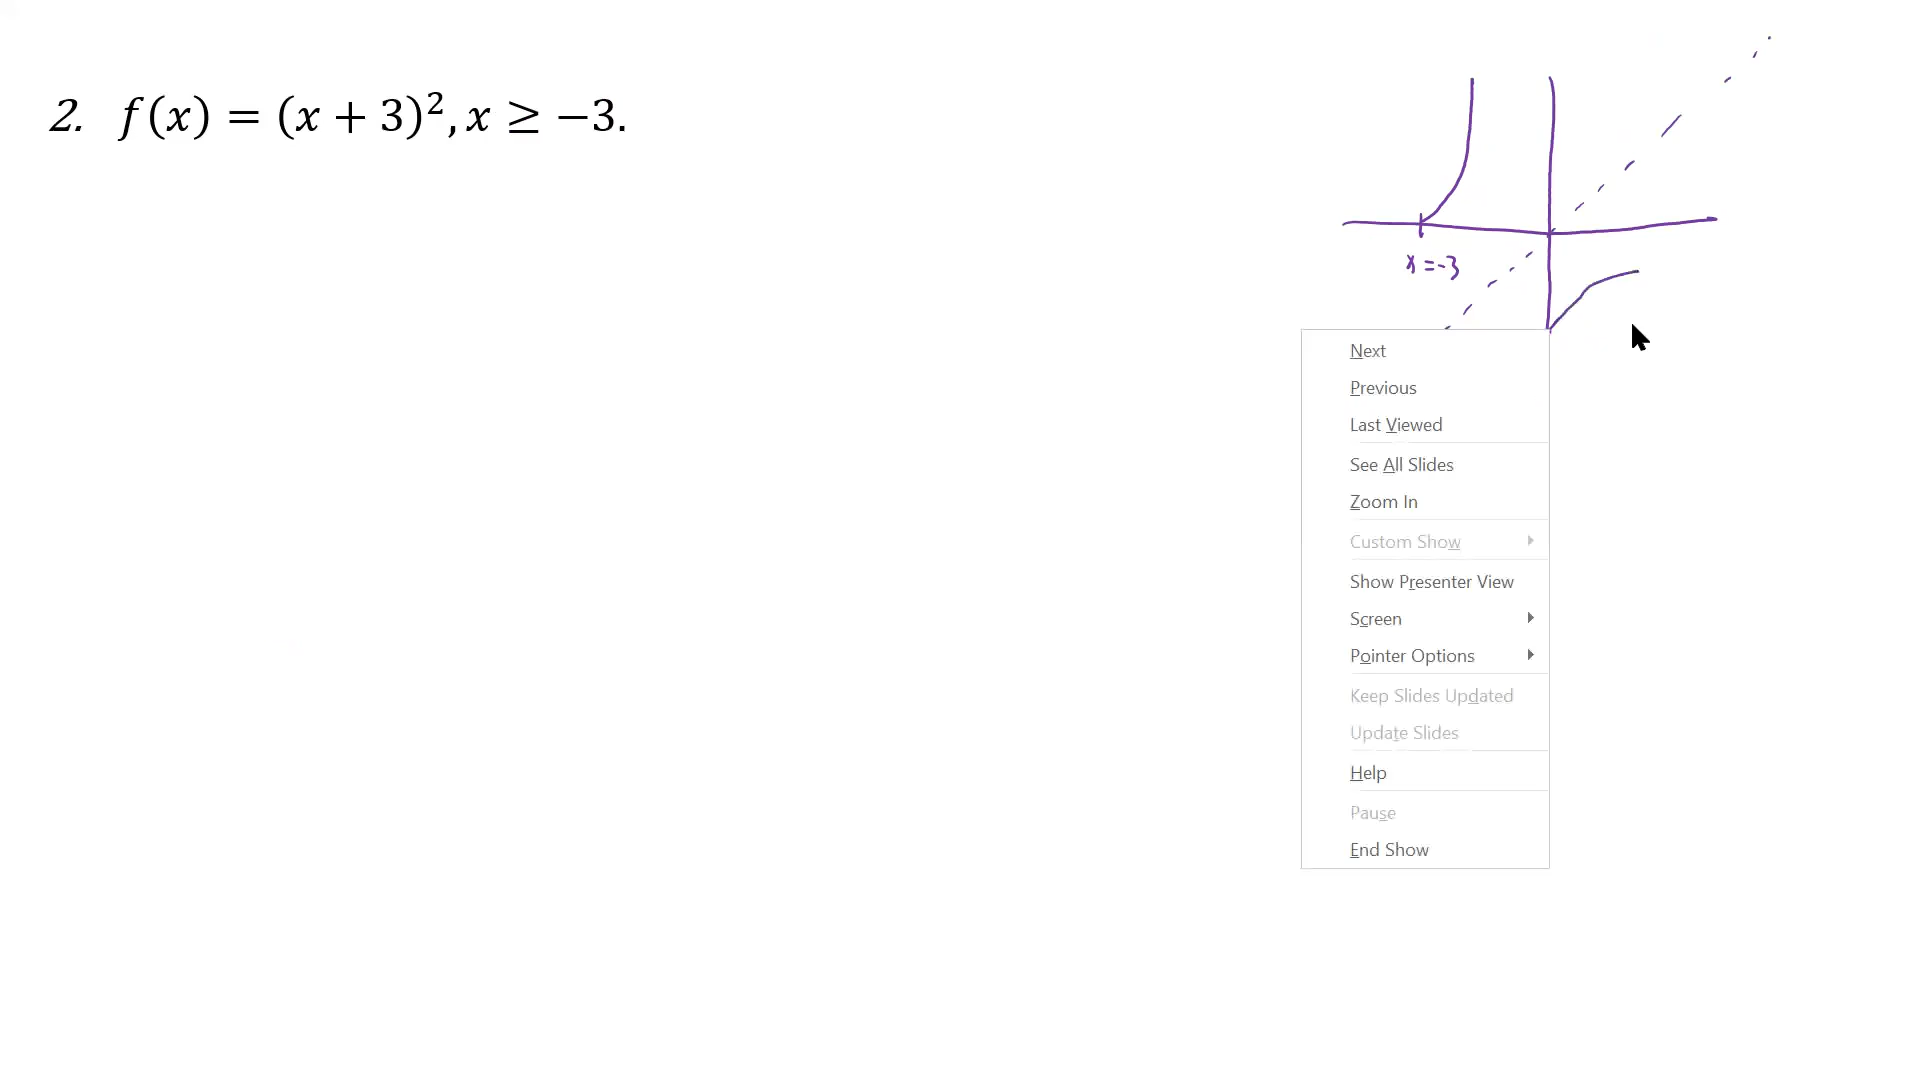 2. f(x) = (x + 3)², x ≥ −3.
x = -3
Next
Previous
Last Viewed
See All Slides
Zoom In
Custom Show
Show Presenter View
Screen
Pointer Options
Keep Slides Updated
Update Slides
Help
Pause
End Show